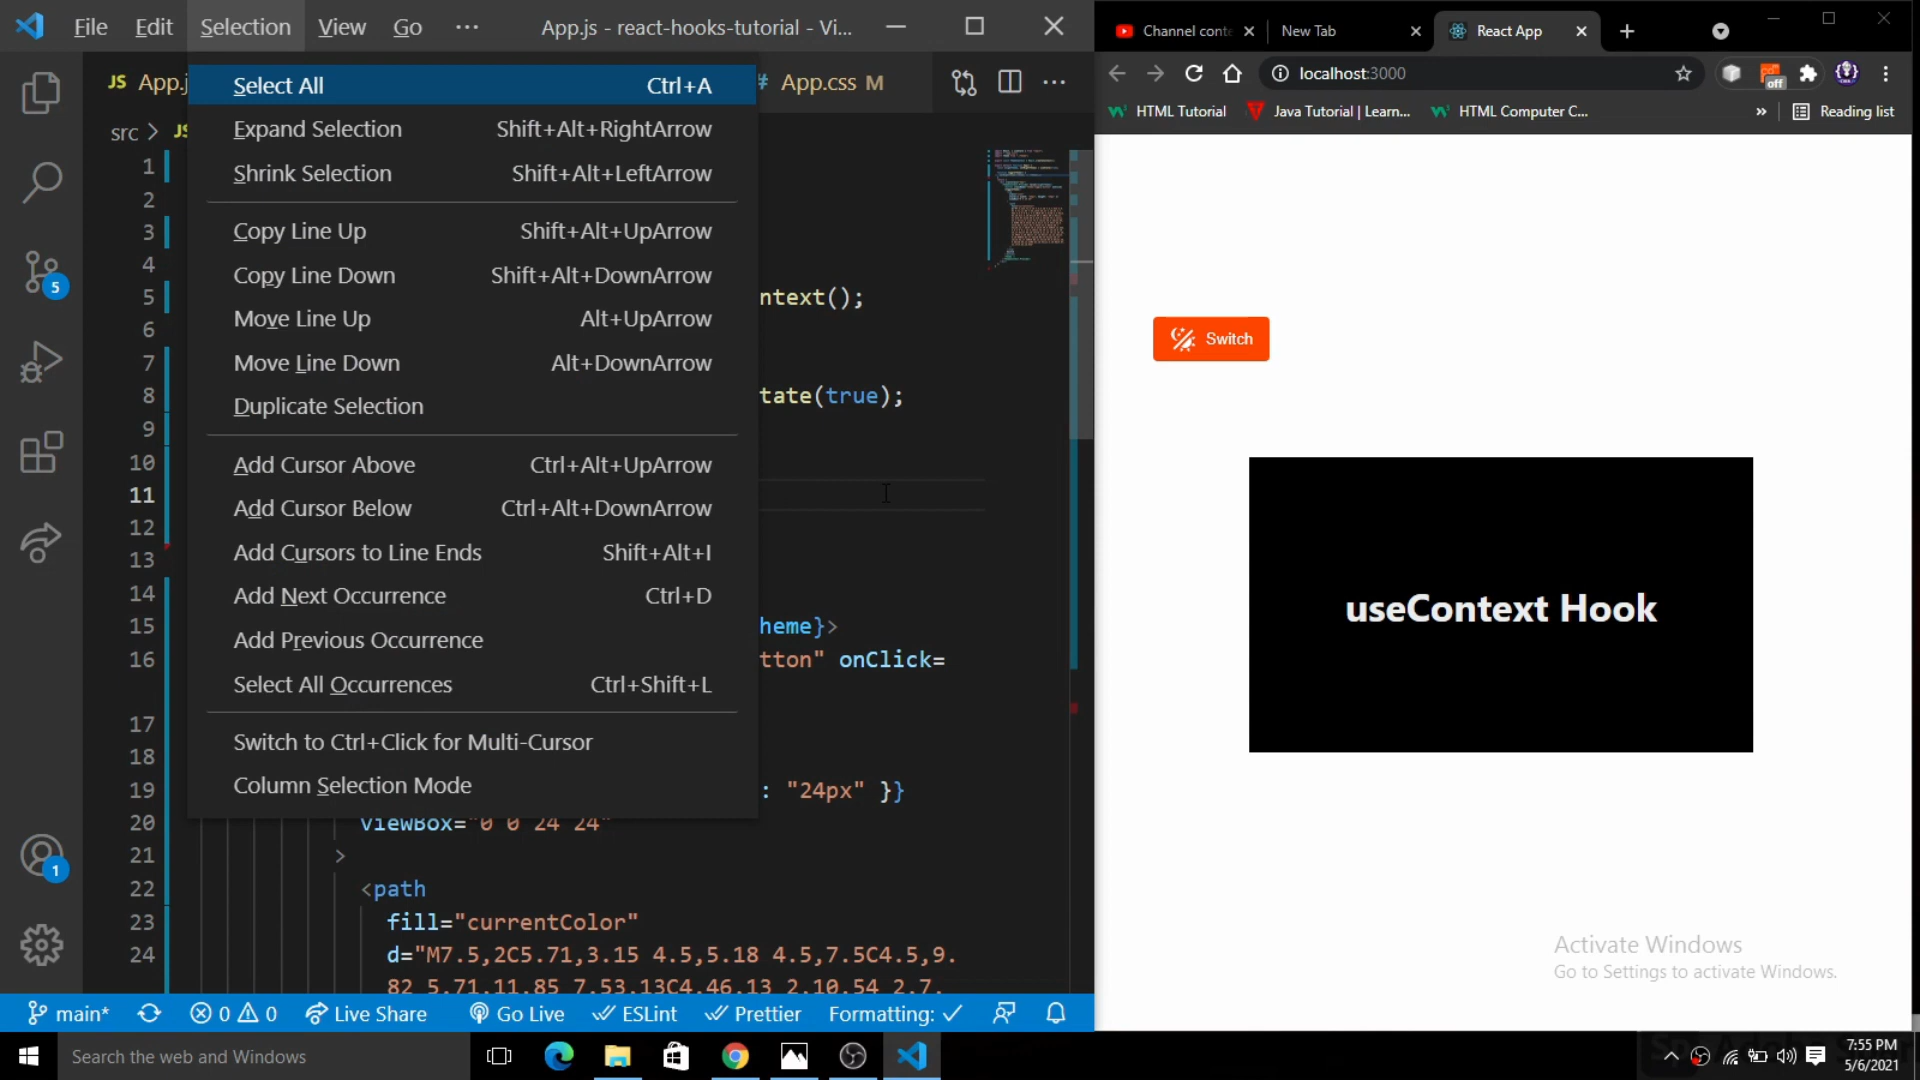 File Edit Selection View Go ··· App.js - react-hooks-tutorial - Vi...
JS App.j
# App.css M
src > JS
Select All Ctrl+A
Expand Selection Shift+Alt+RightArrow
Shrink Selection Shift+Alt+LeftArrow
Copy Line Up Shift+Alt+UpArrow
Copy Line Down Shift+Alt+DownArrow
Move Line Up Alt+UpArrow
Move Line Down Alt+DownArrow
Duplicate Selection
Add Cursor Above Ctrl+Alt+UpArrow
Add Cursor Below Ctrl+Alt+DownArrow
Add Cursors to Line Ends Shift+Alt+I
Add Next Occurrence Ctrl+D
Add Previous Occurrence
Select All Occurrences Ctrl+Shift+L
Switch to Ctrl+Click for Multi-Cursor
Column Selection Mode
1
2
3
4
5 ntext();
6
7
8 tate(true);
9
10
11
12
13
14
15 heme}>
16 tton" onClick=
17
18
19 : "24px" }}
20 viewBox="0 0 24 24"
21 >
22 <path
23 fill="currentColor"
24 d="M7.5,2C5.71,3.15 4.5,5.18 4.5,7.5C4.5,9.
82 5.71,11.85 7.53,13C4.46,13 2,10.54 2,7.
5
1
main* 0 0 Live Share Go Live ESLint Prettier Formatting: ✓
Channel conte
New Tab
React App
localhost:3000
off
HTML Tutorial
Java Tutorial | Learn...
HTML Computer C...
» Reading list
Switch
useContext Hook
Activate Windows
Go to Settings to activate Windows.
Search the web and Windows
7:55 PM
5/6/2021